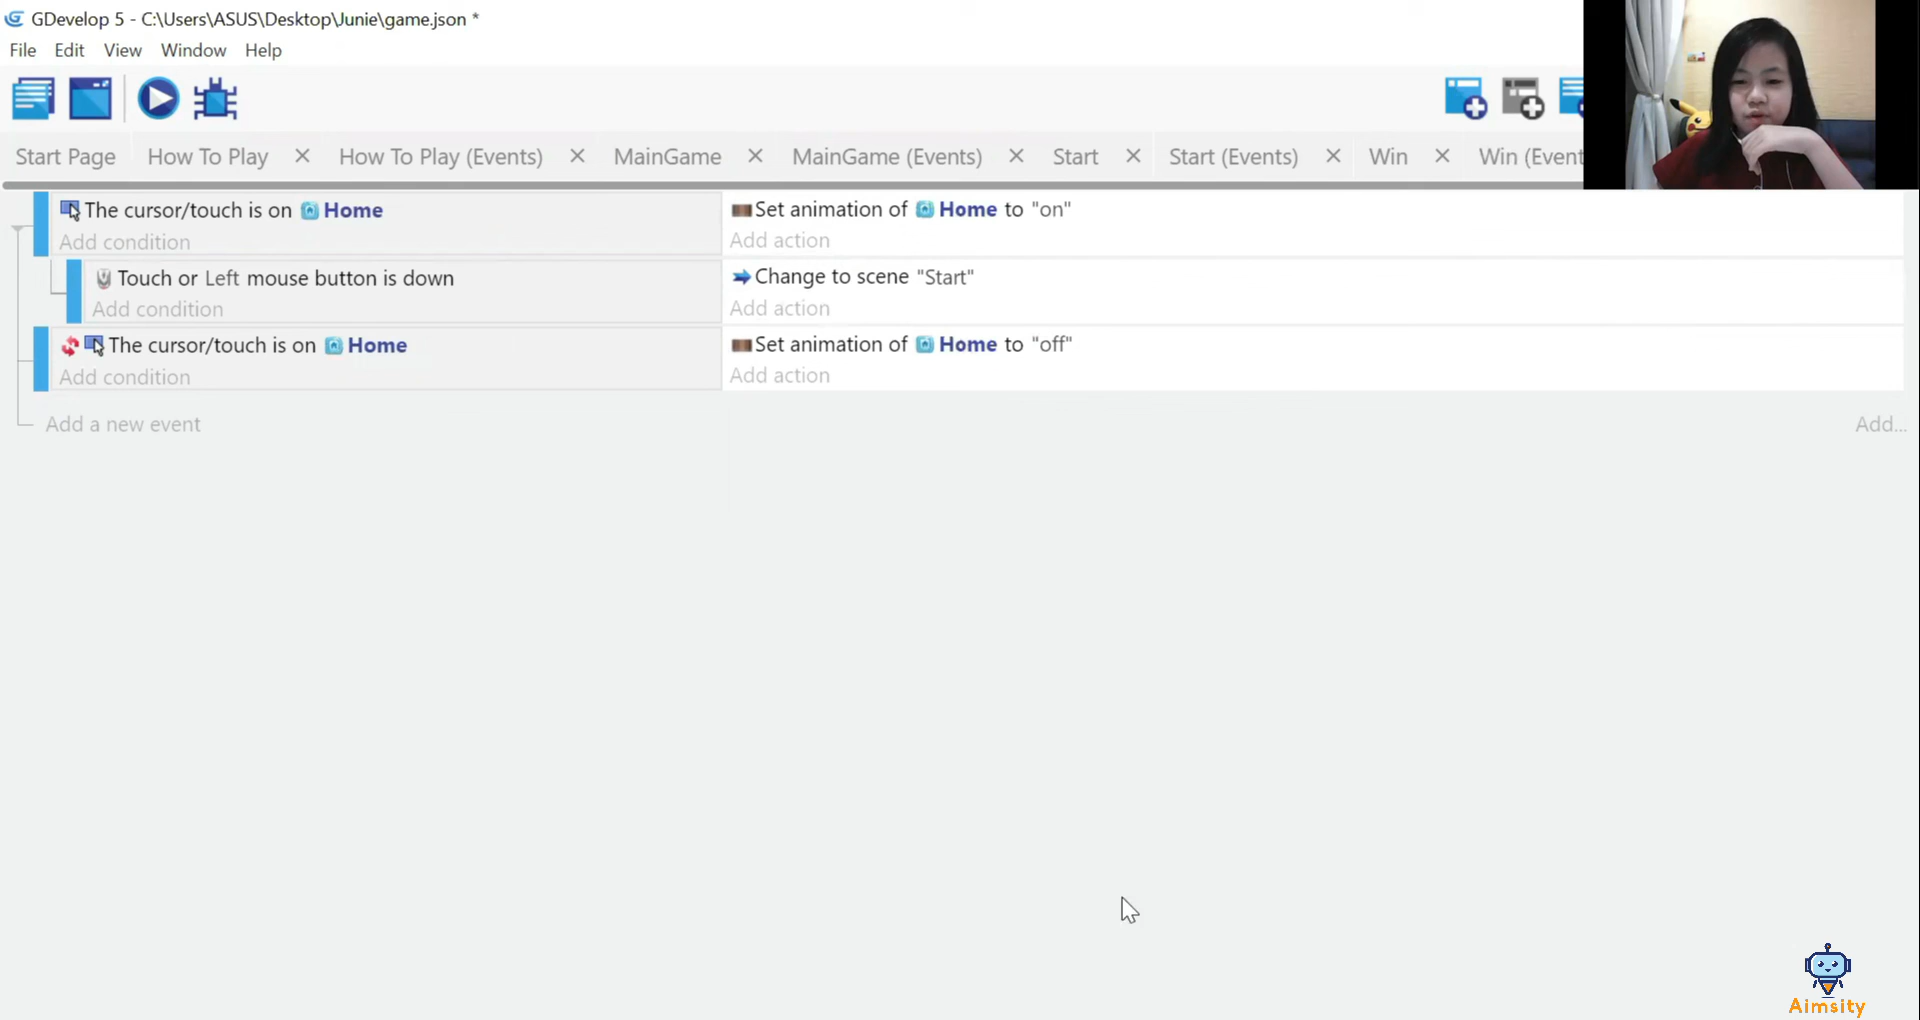 GDevelop 5 - C:\Users\ASUS\Desktop\Junie\game.json *
File Edit View Window Help
Start Page How To Play × How To Play (Events) × MainGame × MainGame (Events) × Start × Start (Events) × Win × Win (Event
The cursor/touch is on Home Set animation of Home to "on"
Add condition Add action
Touch or Left mouse button is down Change to scene "Start"
Add condition Add action
The cursor/touch is on Home Set animation of Home to "off"
Add condition Add action
Add a new event Add...
Aimsity